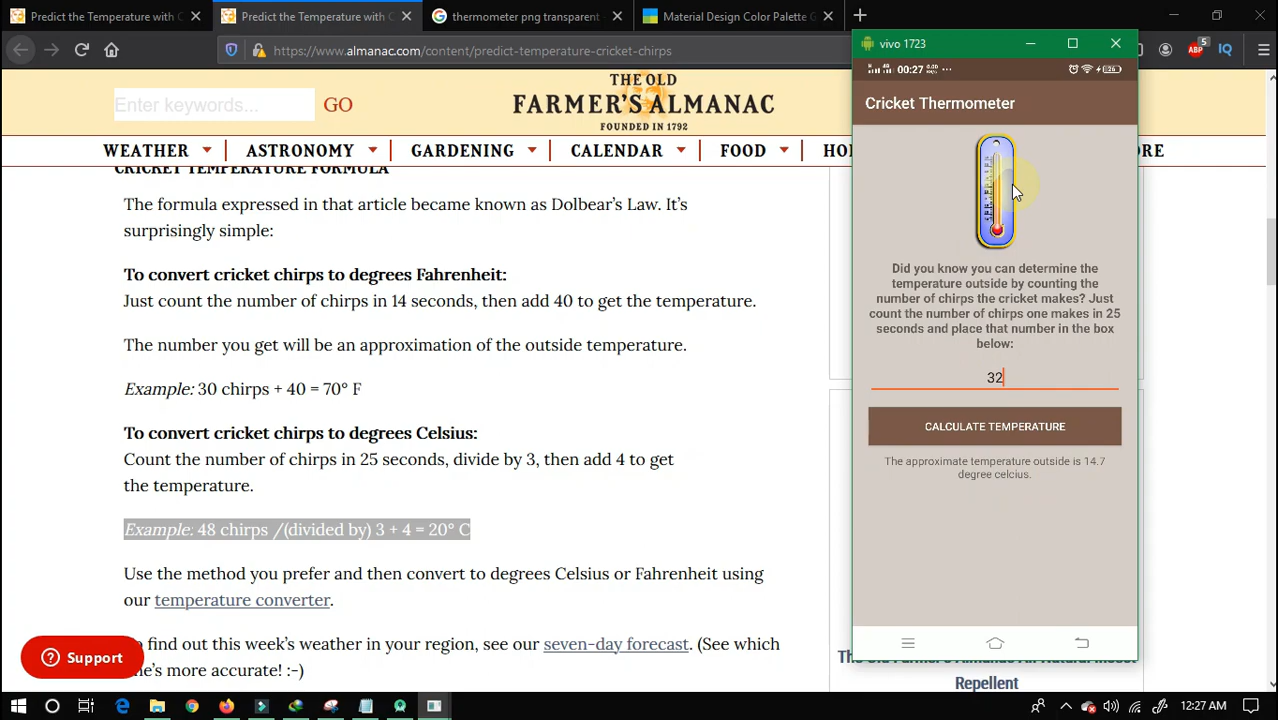 Predict the Temperature with C
Predict the Temperature with C
thermometer png transparent
Material Design Color Palette G
https://www.almanac.com/content/predict-temperature-cricket-chirps
ABP
5
IQ
Enter keywords...
GO
THE OLD
FARMER'S ALMANAC
FOUNDED IN 1792
WEATHER
ASTRONOMY
GARDENING
CALENDAR
FOOD
HO
ORE
CRICKET TEMPERATURE FORMULA
The formula expressed in that article became known as Dolbear's Law. It's
surprisingly simple:
To convert cricket chirps to degrees Fahrenheit:
Just count the number of chirps in 14 seconds, then add 40 to get the temperature.
The number you get will be an approximation of the outside temperature.
Example: 30 chirps + 40 = 70° F
To convert cricket chirps to degrees Celsius:
Count the number of chirps in 25 seconds, divide by 3, then add 4 to get
the temperature.
Example: 48 chirps /(divided by) 3 + 4 = 20° C
Use the method you prefer and then convert to degrees Celsius or Fahrenheit using
our temperature converter.
o find out this week's weather in your region, see our seven-day forecast. (See which
ne's more accurate! :-)
Support
Repellent
vivo 1723
00:27
Cricket Thermometer
Did you know you can determine the
temperature outside by counting the
number of chirps the cricket makes? Just
count the number of chirps one makes in 25
seconds and place that number in the box
below:
32
CALCULATE TEMPERATURE
The approximate temperature outside is 14.7
degree celcius.
12:27 AM